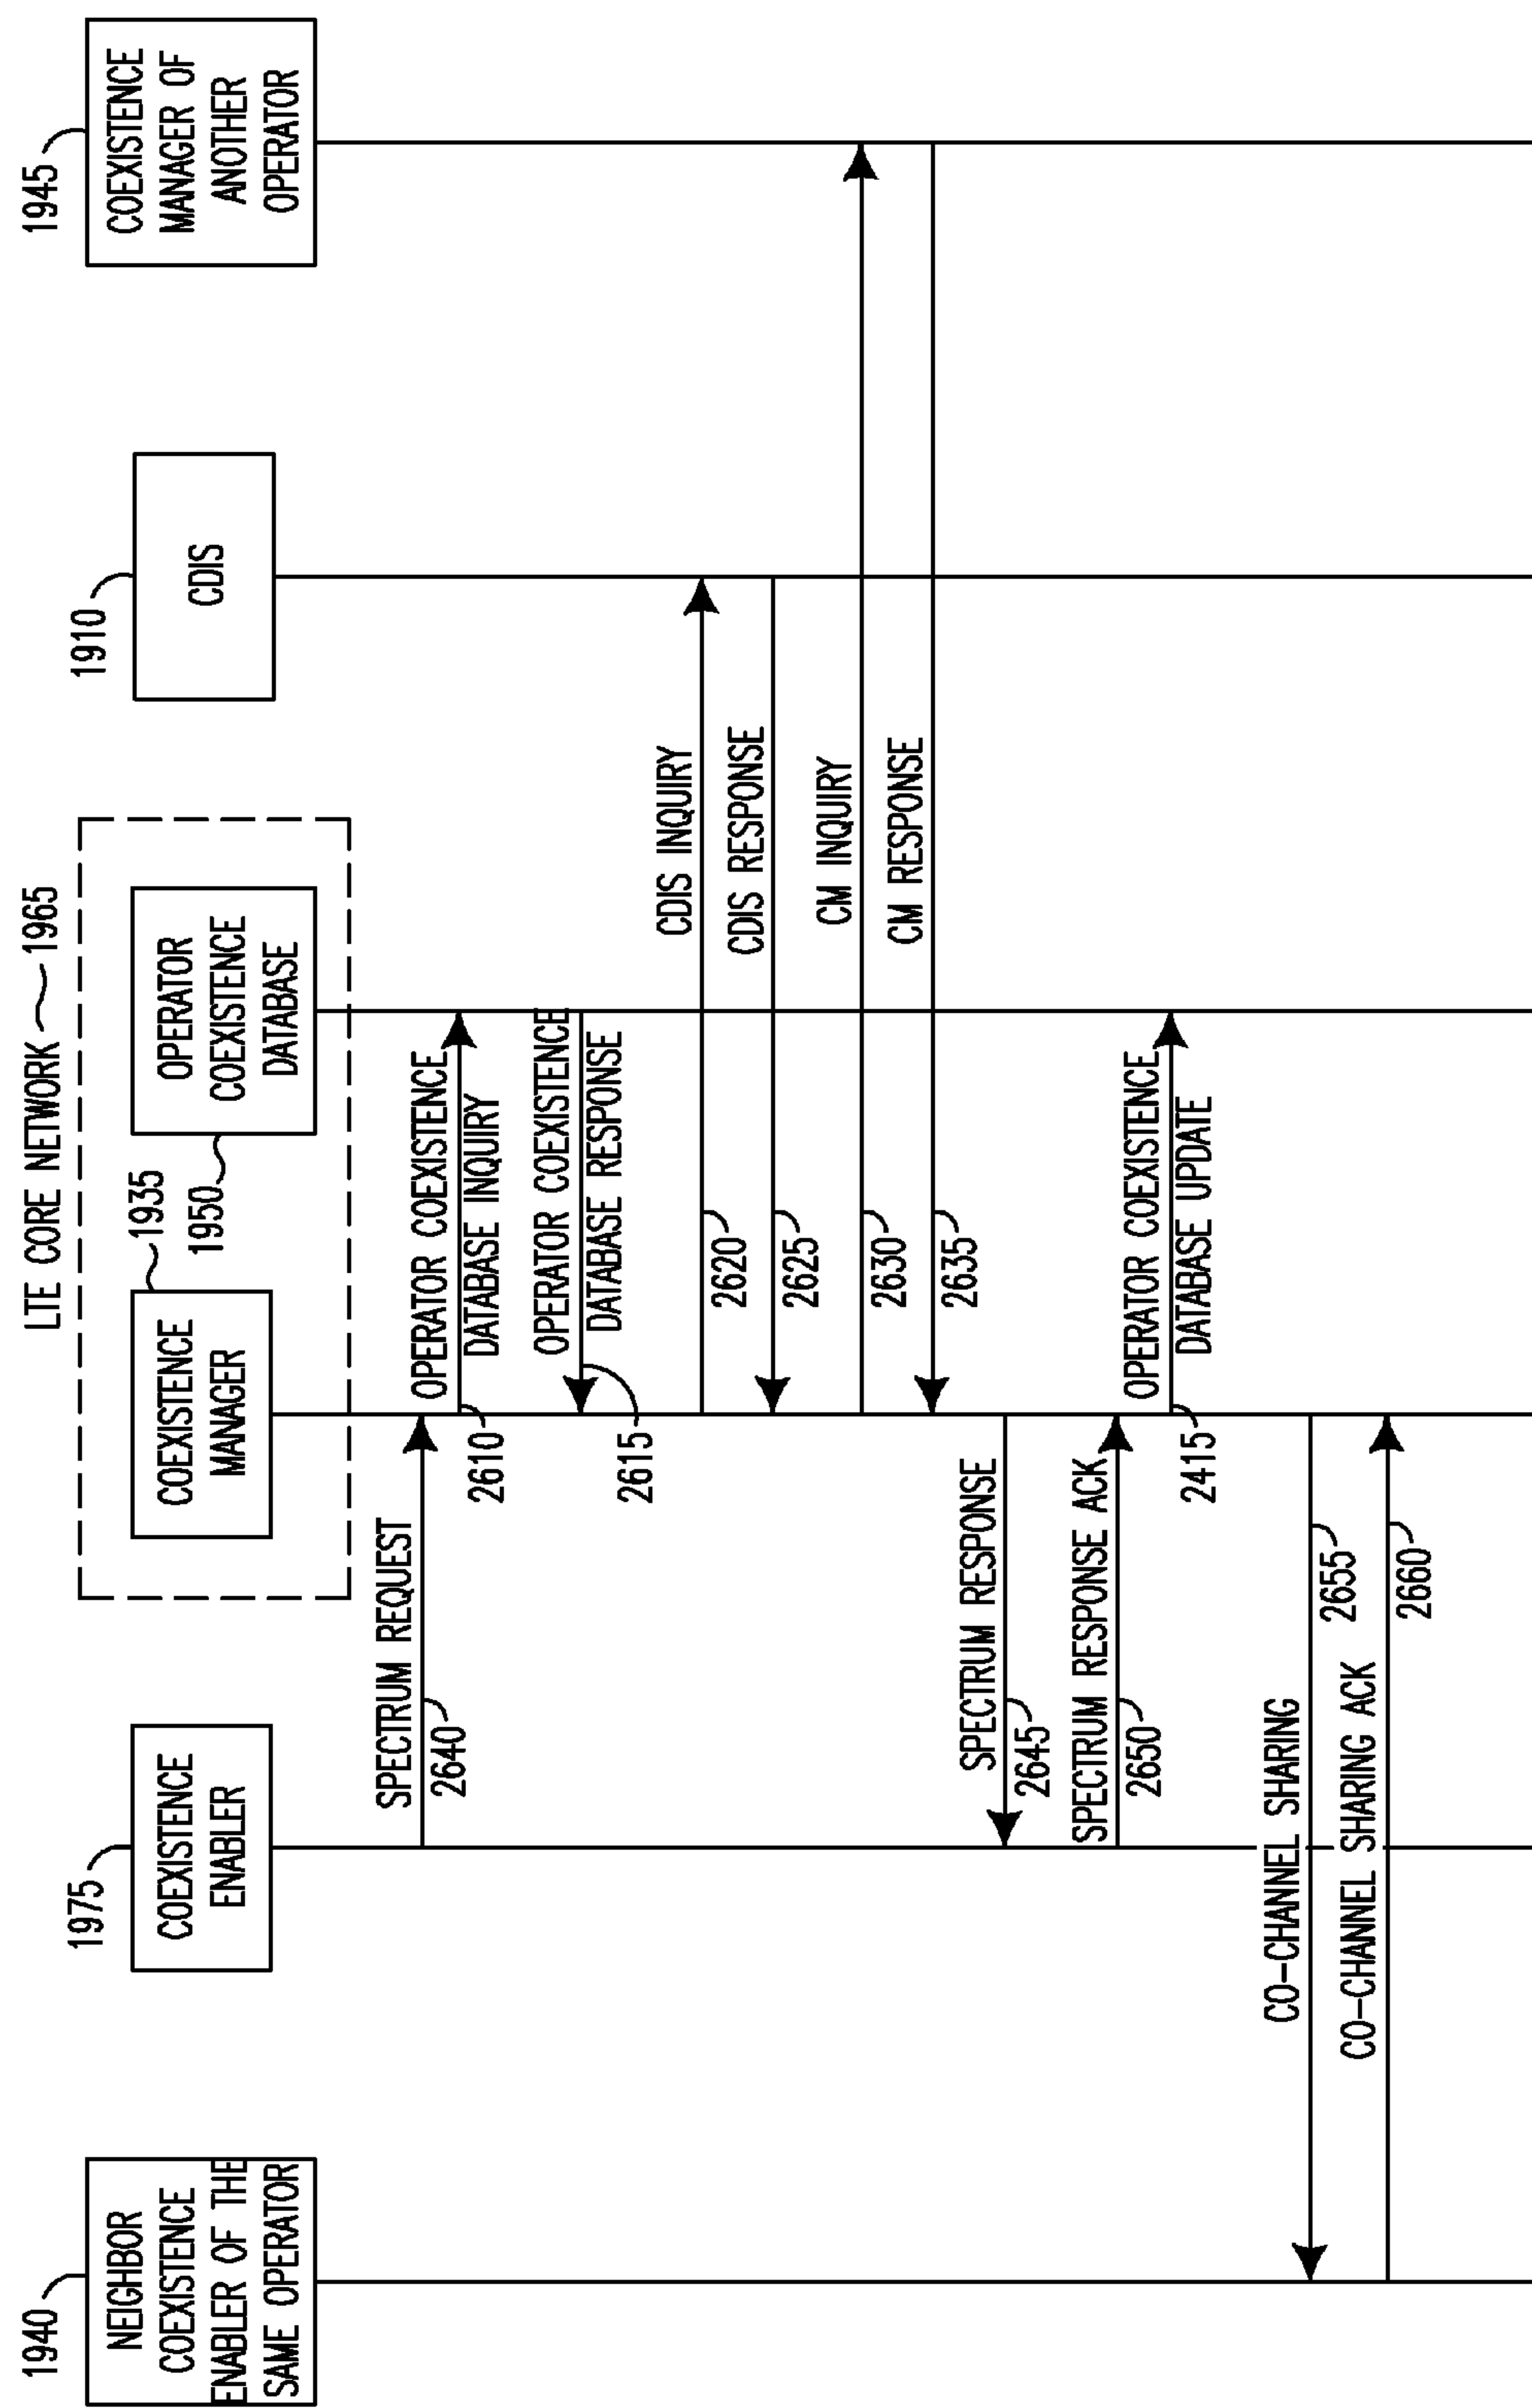 1940
NEIGHBOR
COEXISTENCE
ENABLER OF THE
SAME OPERATOR
1975
COEXISTENCE
ENABLER
LTE CORE NETWORK
1965
1935
COEXISTENCE
MANAGER
1950
OPERATOR
COEXISTENCE
DATABASE
1910
CDIS
1945
COEXISTENCE
MANAGER OF
ANOTHER
OPERATOR
SPECTRUM REQUEST
2640
OPERATOR COEXISTENCE
DATABASE INQUIRY
2610
OPERATOR COEXISTENCE
DATABASE RESPONSE
2615
CDIS INQUIRY
2620
CDIS RESPONSE
2625
CM INQUIRY
2630
CM RESPONSE
2635
SPECTRUM RESPONSE
2645
SPECTRUM RESPONSE ACK
2650
OPERATOR COEXISTENCE
DATABASE UPDATE
2415
CO-CHANNEL SHARING
2655
CO-CHANNEL SHARING ACK
2660